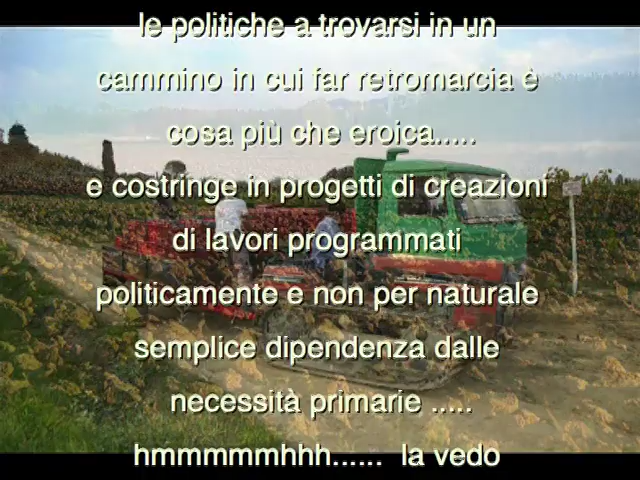 le politiche a trovarsi in un
cammino in cui far retromarcia è
cosa più che eroica.....
e costringe in progetti di creazioni
di lavori programmati
politicamente e non per naturale
semplice dipendenza dalle
necessità primarie .....
hmmmmmhhh...... la vedo